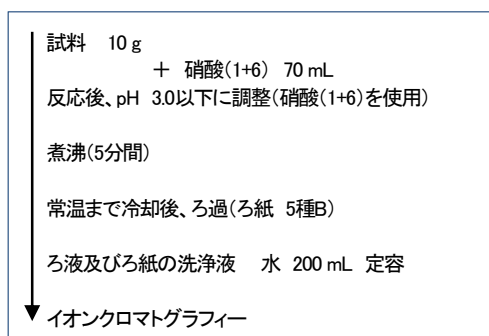 試料 10 g
+ 硝酸(1+6) 70 mL
反応後、pH 3.0以下に調整(硝酸(1+6)を使用)
煮沸(5分間)
常温まで冷却後、ろ過(ろ紙 5種B)
ろ液及びろ紙の洗浄液 水 200 mL 定容
イオンクロマトグラフィー